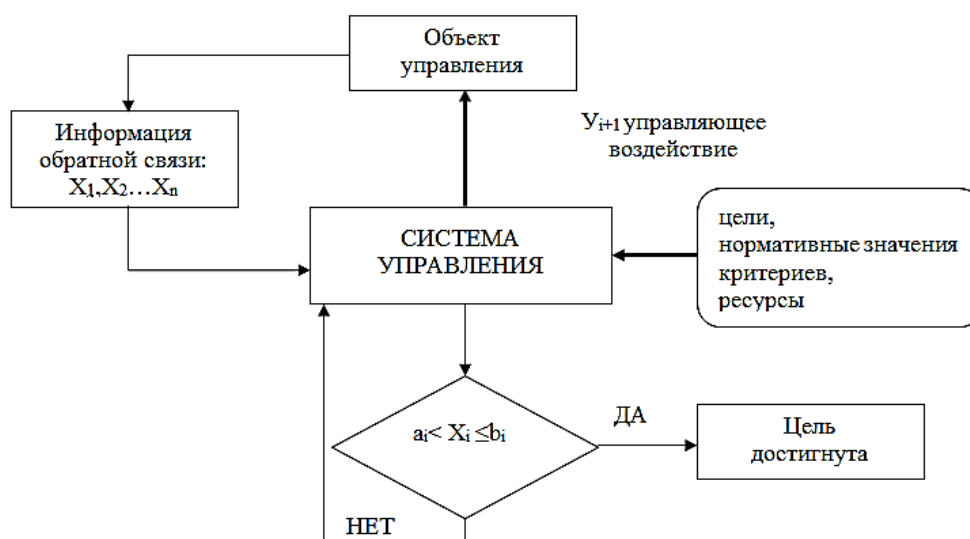 Объект
управления
Информация
обратной связи:
X₁,X₂…Xₙ
Уᵢ₊₁ управляющее
воздействие
СИСТЕМА
УПРАВЛЕНИЯ
цели,
нормативные значения
критериев,
ресурсы
aᵢ< Xᵢ ≤bᵢ
ДА
Цель
достигнута
НЕТ